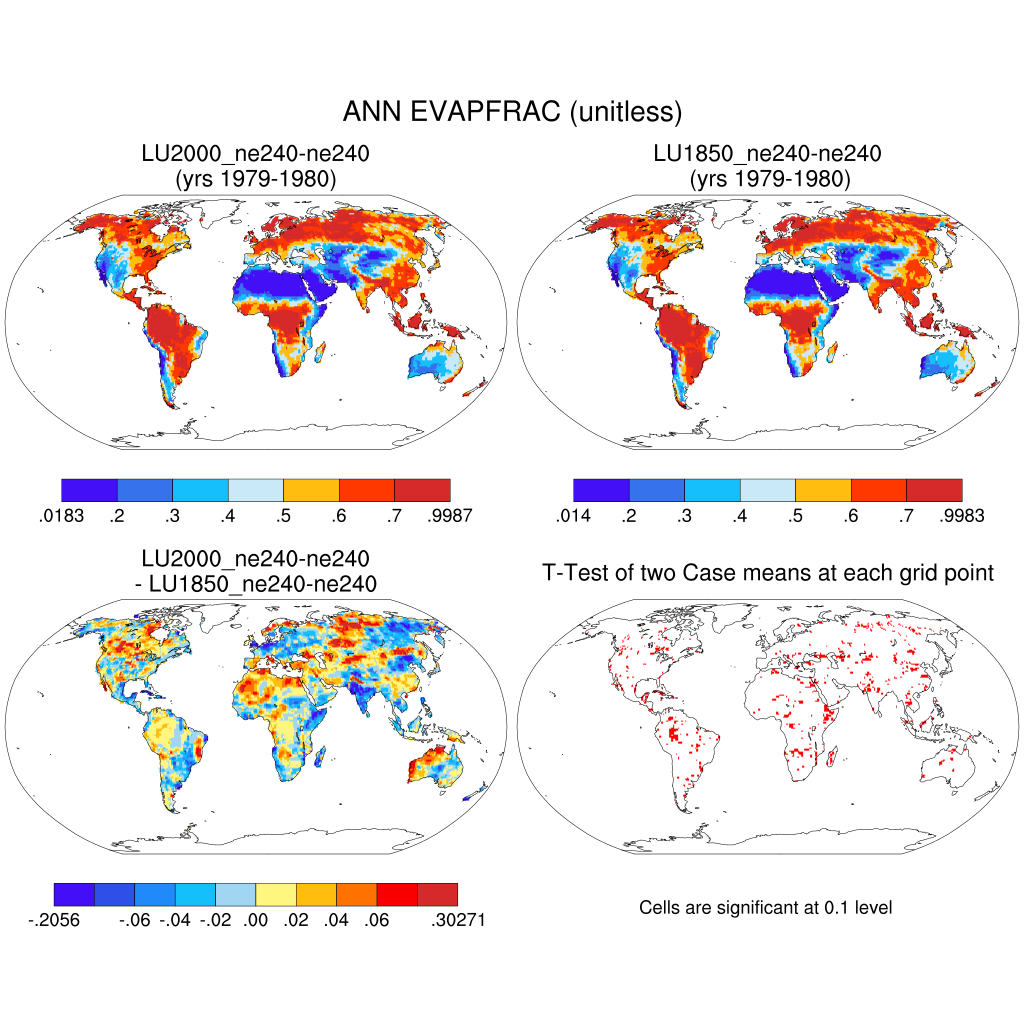 ANN EVAPFRAC (unitless)
LU2000_ne240-ne240
(yrs 1979-1980)
LU1850_ne240-ne240
(yrs 1979-1980)
.0183 .2 .3 .4 .5 .6 .7 .9987
.014 .2 .3 .4 .5 .6 .7 .9983
LU2000_ne240-ne240
- LU1850_ne240-ne240
T-Test of two Case means at each grid point
-.2056 -.06 -.04 -.02 .00 .02 .04 .06 .30271
Cells are significant at 0.1 level